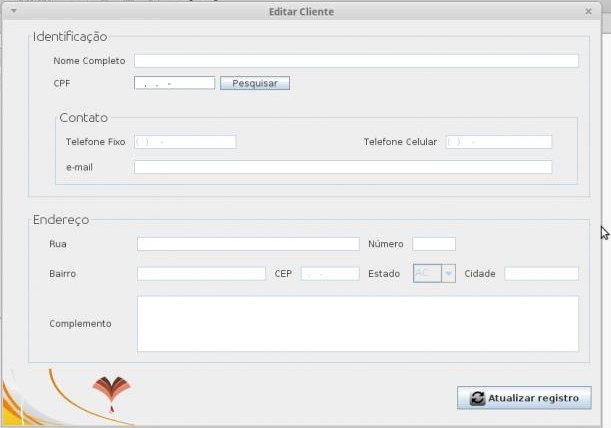 Editar Cliente
Identificação
Nome Completo
CPF . . - Pesquisar
Contato
Telefone Fixo ( ) - Telefone Celular ( ) -
e-mail
Endereço
Rua Número
Bairro CEP . - Estado AC Cidade
Complemento
Atualizar registro